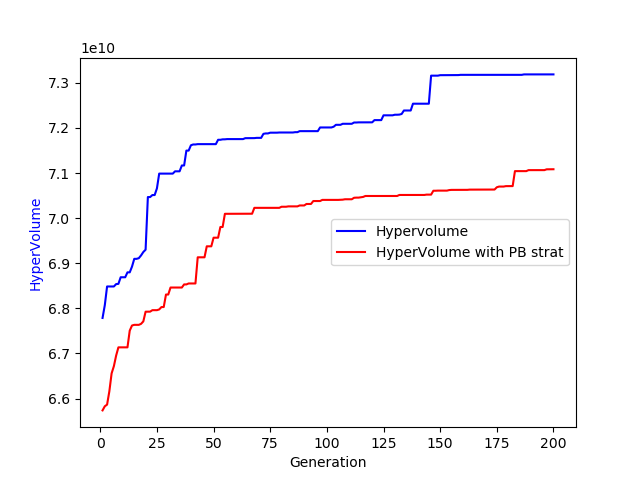 1e10
7.3
7.2
7.1
7.0
6.9
6.8
6.7
6.6
HyperVolume
Hypervolume
HyperVolume with PB strat
0 25 50 75 100 125 150 175 200
Generation